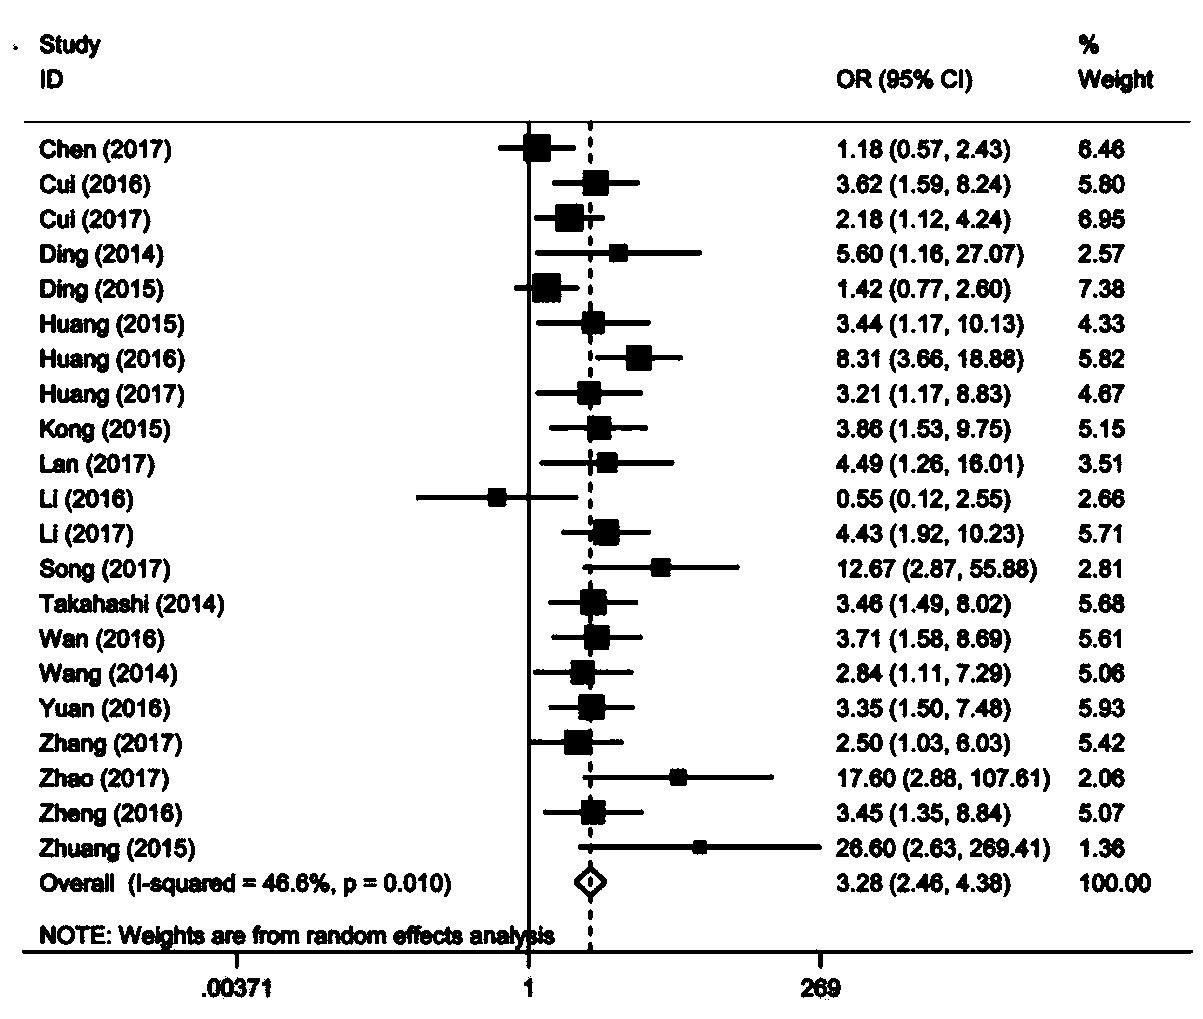 Study %
ID OR (95% CI) Weight
Chen (2017) 1.18 (0.57, 2.43) 6.46
Cui (2016) 3.62 (1.59, 8.24) 5.80
Cui (2017) 2.18 (1.12, 4.24) 6.95
Ding (2014) 5.60 (1.16, 27.07) 2.57
Ding (2015) 1.42 (0.77, 2.60) 7.38
Huang (2015) 3.44 (1.17, 10.13) 4.33
Huang (2016) 8.31 (3.66, 18.88) 5.82
Huang (2017) 3.21 (1.17, 8.83) 4.67
Kong (2015) 3.86 (1.53, 9.75) 5.15
Lan (2017) 4.49 (1.26, 16.01) 3.51
Li (2016) 0.55 (0.12, 2.55) 2.66
Li (2017) 4.43 (1.92, 10.23) 5.71
Song (2017) 12.67 (2.87, 55.88) 2.81
Takahashi (2014) 3.46 (1.49, 8.02) 5.68
Wan (2016) 3.71 (1.58, 8.69) 5.61
Wang (2014) 2.84 (1.11, 7.29) 5.06
Yuan (2016) 3.35 (1.50, 7.48) 5.93
Zhang (2017) 2.50 (1.03, 6.03) 5.42
Zhao (2017) 17.60 (2.88, 107.61) 2.06
Zheng (2016) 3.45 (1.35, 8.84) 5.07
Zhuang (2015) 26.60 (2.63, 269.41) 1.36
Overall (I-squared = 46.6%, p = 0.010) 3.28 (2.46, 4.38) 100.00
NOTE: Weights are from random effects analysis
.00371 1 269